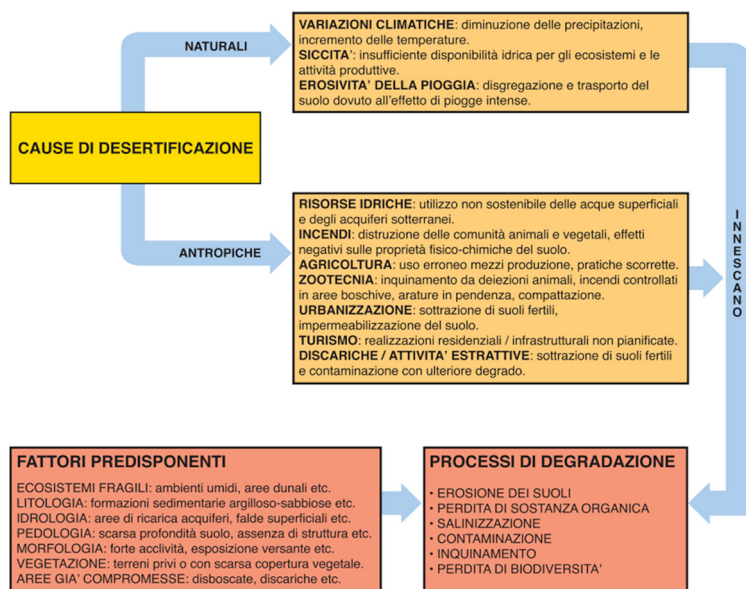 NATURALI
VARIAZIONI CLIMATICHE: diminuzione delle precipitazioni,
incremento delle temperature.
SICCITA': insufficiente disponibilità idrica per gli ecosistemi e le
attività produttive.
EROSIVITA' DELLA PIOGGIA: disgregazione e trasporto del
suolo dovuto all'effetto di piogge intense.
CAUSE DI DESERTIFICAZIONE
ANTROPICHE
RISORSE IDRICHE: utilizzo non sostenibile delle acque superficiali
e degli acquiferi sotterranei.
INCENDI: distruzione delle comunità animali e vegetali, effetti
negativi sulle proprietà fisico-chimiche del suolo.
AGRICOLTURA: uso erroneo mezzi produzione, pratiche scorrette.
ZOOTECNIA: inquinamento da deiezioni animali, incendi controllati
in aree boschive, arature in pendenza, compattazione.
URBANIZZAZIONE: sottrazione di suoli fertili,
impermeabilizzazione del suolo.
TURISMO: realizzazioni residenziali / infrastrutturali non pianificate.
DISCARICHE / ATTIVITA' ESTRATTIVE: sottrazione di suoli fertili
e contaminazione con ulteriore degrado.
INNESCANO
FATTORI PREDISPONENTI
ECOSISTEMI FRAGILI: ambienti umidi, aree dunali etc.
LITOLOGIA: formazioni sedimentarie argilloso-sabbiose etc.
IDROLOGIA: aree di ricarica acquiferi, falde superficiali etc.
PEDOLOGIA: scarsa profondità suolo, assenza di struttura etc.
MORFOLOGIA: forte acclività, esposizione versante etc.
VEGETAZIONE: terreni privi o con scarsa copertura vegetale.
AREE GIA' COMPROMESSE: disboscate, discariche etc.
PROCESSI DI DEGRADAZIONE
• EROSIONE DEI SUOLI
• PERDITA DI SOSTANZA ORGANICA
• SALINIZZAZIONE
• CONTAMINAZIONE
• INQUINAMENTO
• PERDITA DI BIODIVERSITA'